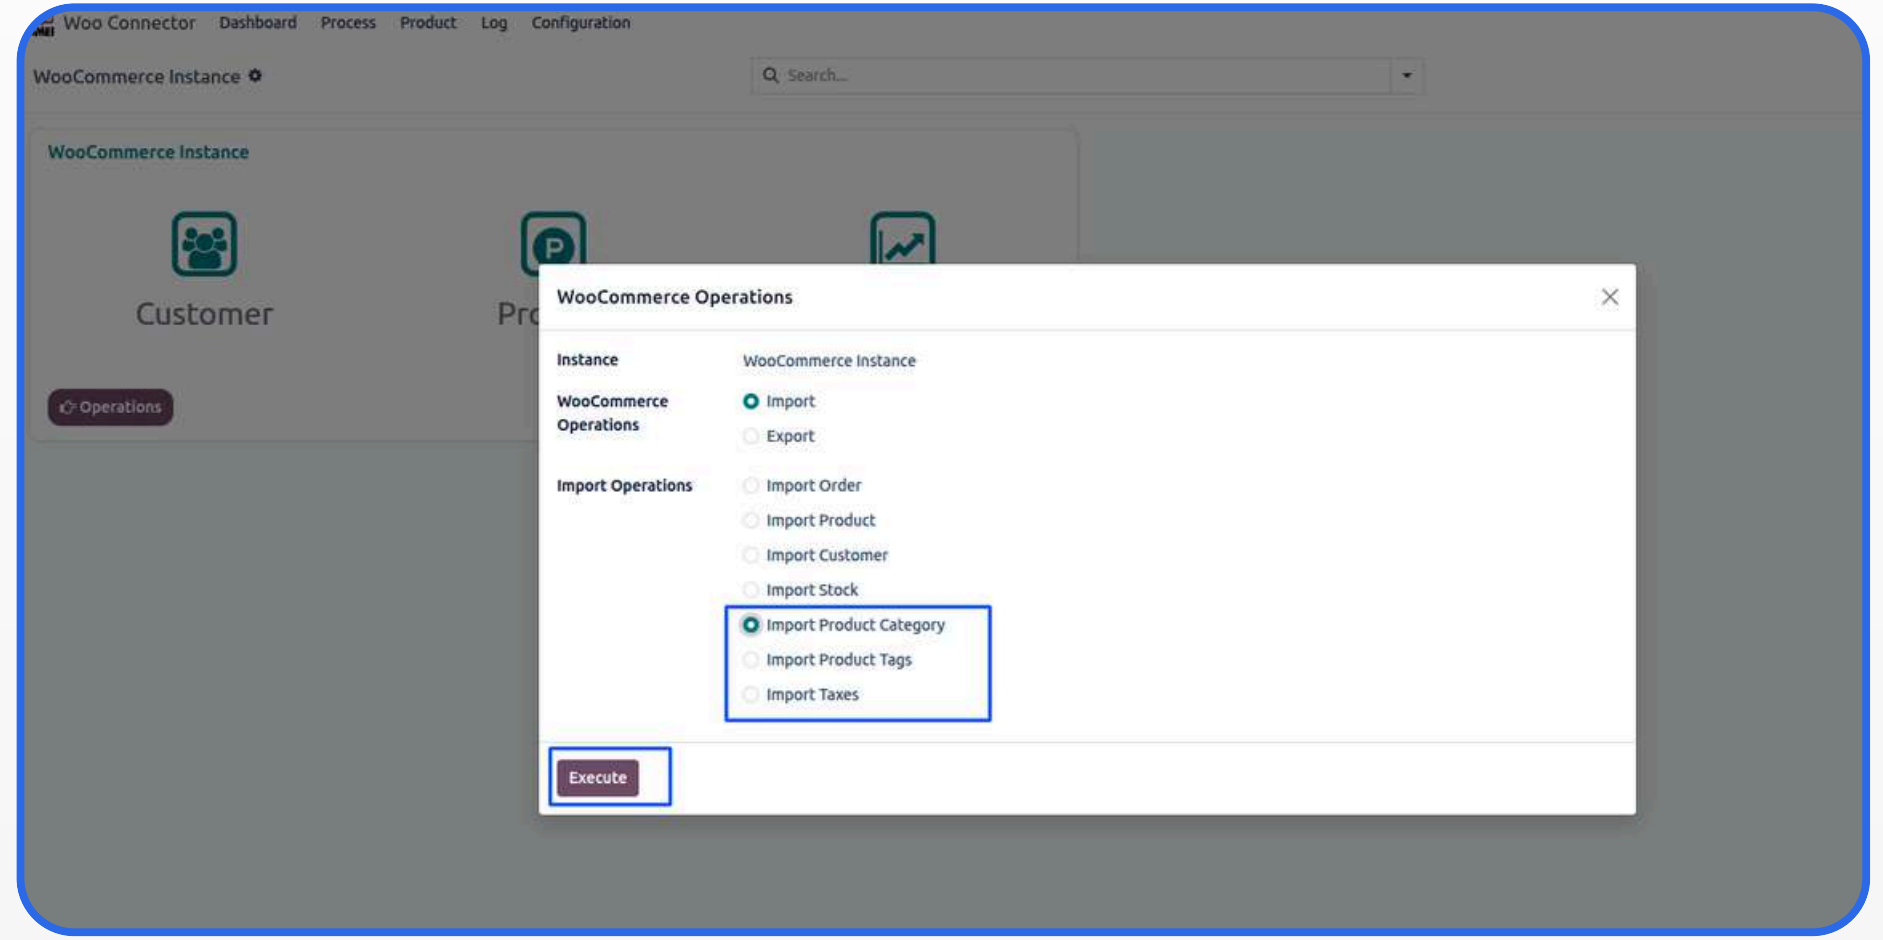 Woo Connector Dashboard Process Product Log Configuration
WooCommerce Instance
Search...
WooCommerce Instance
Customer
Operations
WooCommerce Operations
Instance WooCommerce Instance
WooCommerce Operations
Import
Export
Import Operations
Import Order
Import Product
Import Customer
Import Stock
Import Product Category
Import Product Tags
Import Taxes
Execute